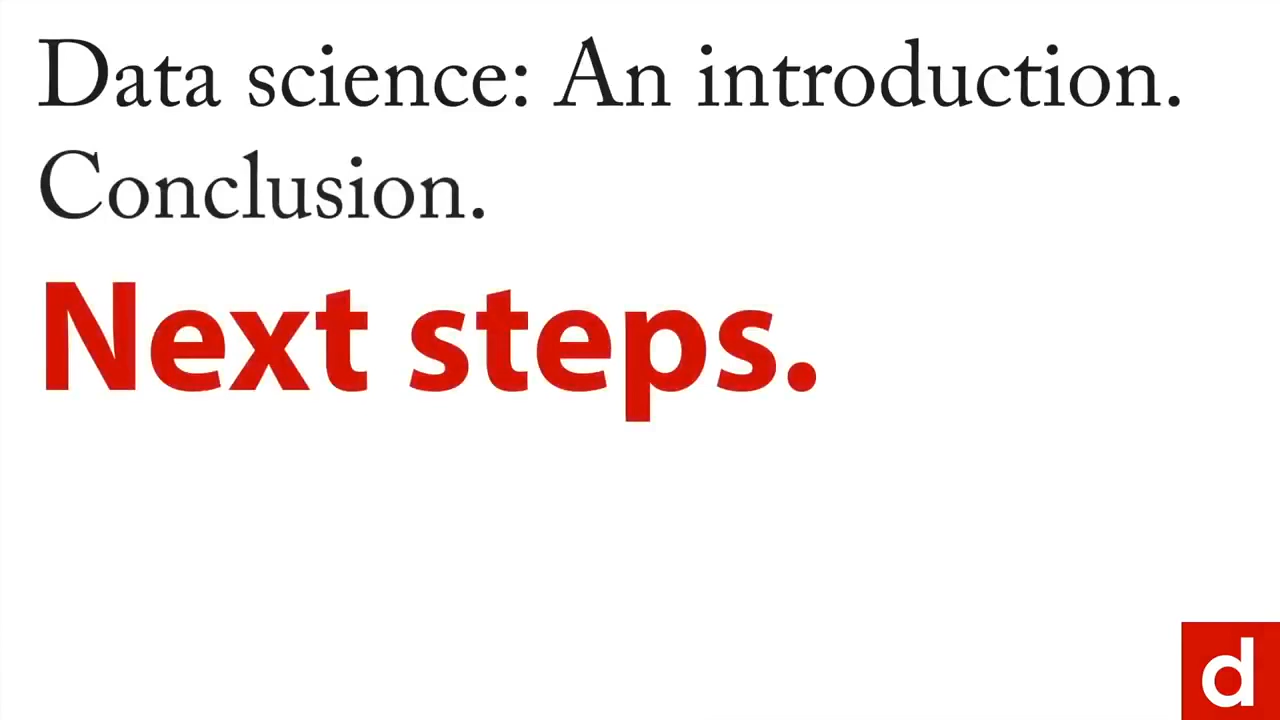 Data science: An introduction.
Conclusion.
Next steps.
d